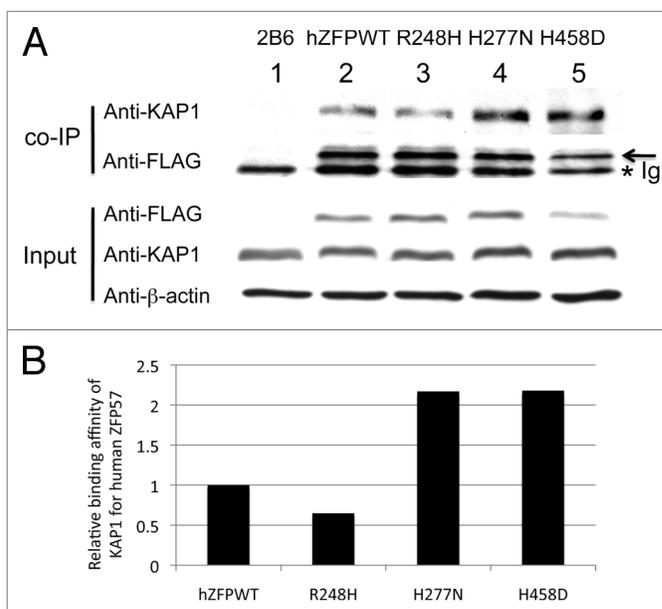 A
2B6 hZFPWT R248H H277N H458D
1 2 3 4 5
co-IP
Anti-KAP1
Anti-FLAG
* Ig
Input
Anti-FLAG
Anti-KAP1
Anti-β-actin
B
Relative binding affinity of
KAP1 for human ZFP57
2.5
2
1.5
1
0.5
0
hZFPWT R248H H277N H458D